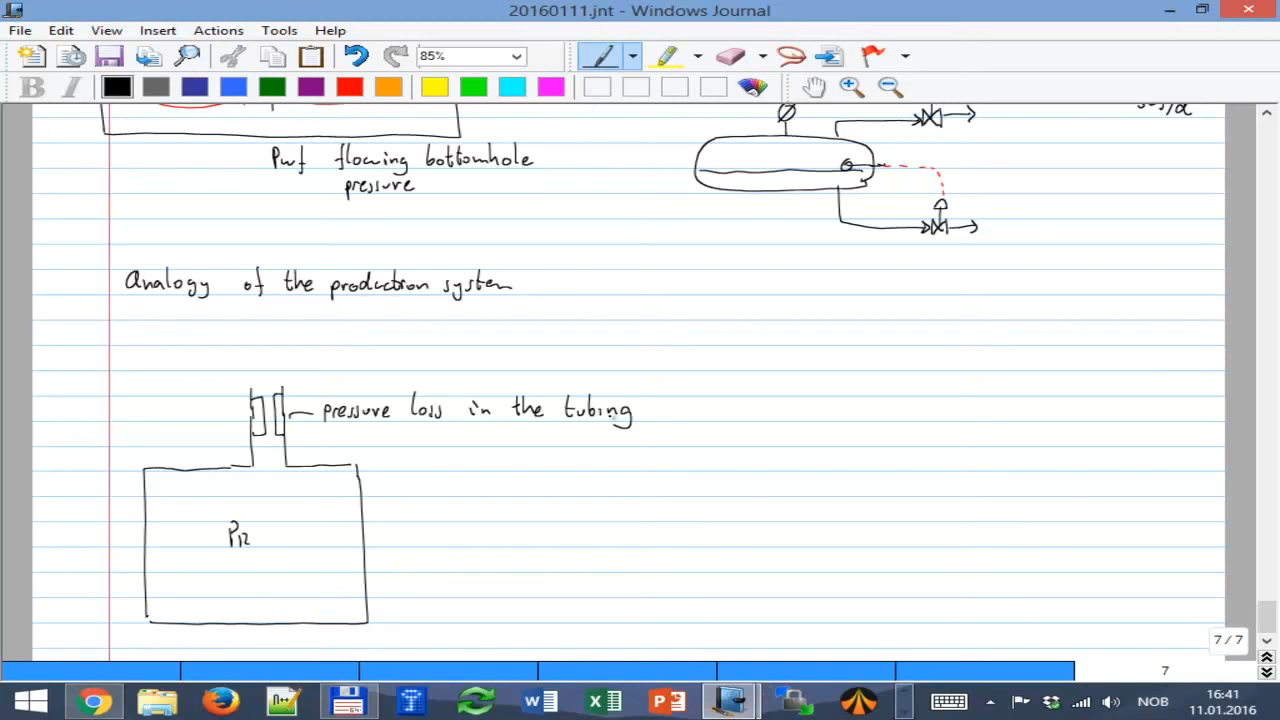 20160111.jnt - Windows Journal
File Edit View Insert Actions Tools Help
85%
B I
Pwf flowing bottomhole
pressure
Analogy of the production system
pressure loss in the tubing
PR
7 / 7
7
NOB
16:41
11.01.2016